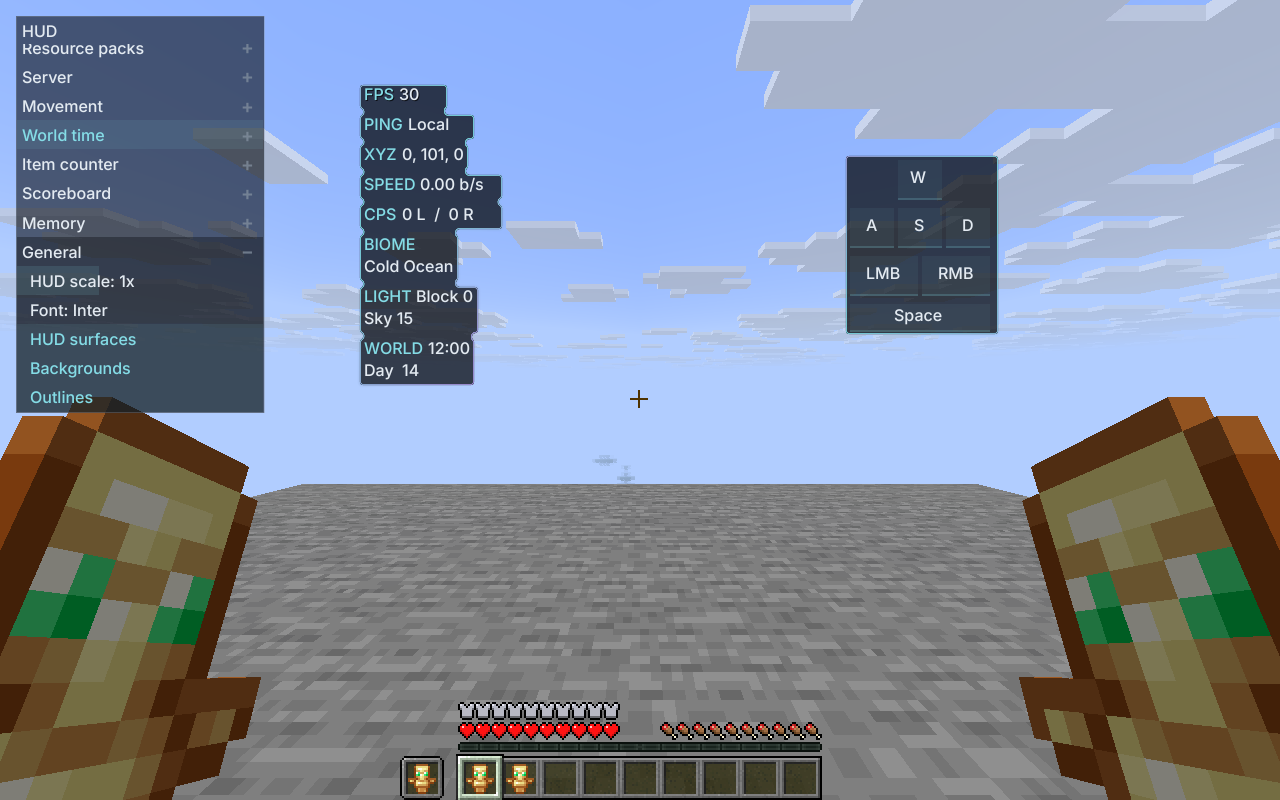 HUD
Resource packs +
Server +
Movement +
World time +
Item counter +
Scoreboard +
Memory +
General −
HUD scale: 1x
Font: Inter
HUD surfaces
Backgrounds
Outlines
FPS 30
PING Local
XYZ 0, 101, 0
SPEED 0.00 b/s
CPS 0 L / 0 R
BIOME
Cold Ocean
LIGHT Block 0
Sky 15
WORLD 12:00
Day 14
W
A S D
LMB RMB
Space